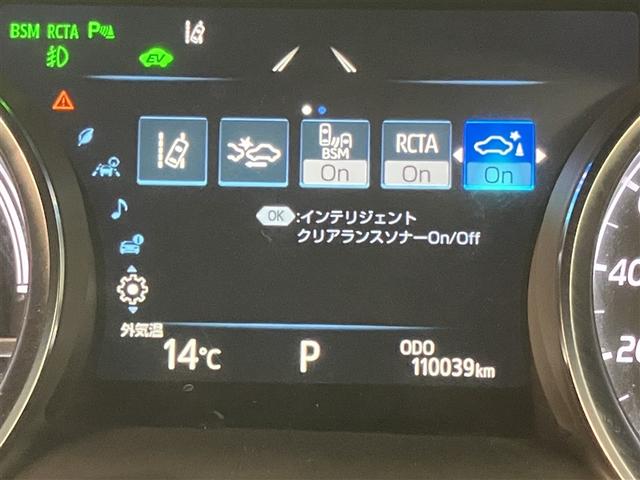 BSM RCTA P
EV
BSM
On
RCTA
On
On
OK :インテリジェント
クリアランスソナーOn/Off
外気温
14℃
P
ODO
110039km
40
20